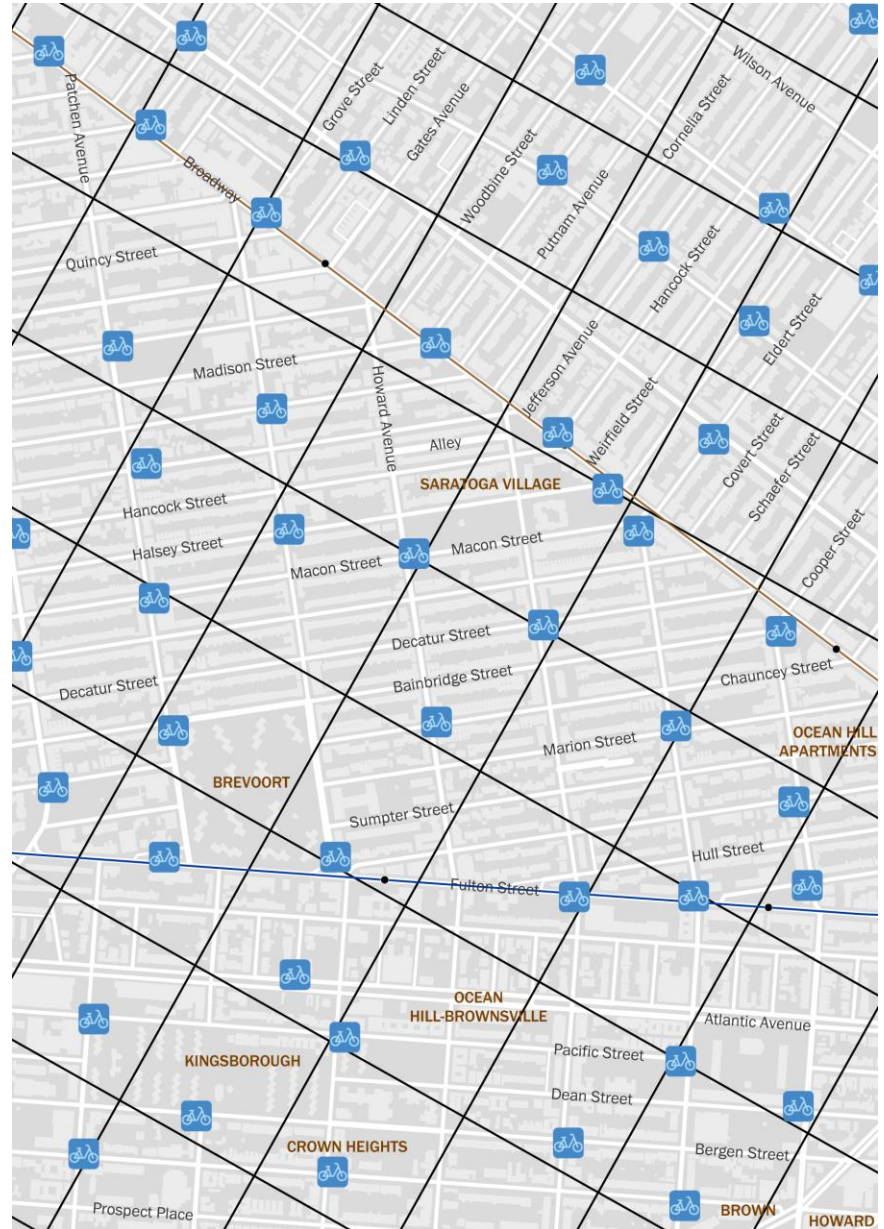 Wilson Avenue
Grove Street
Linden Street
Gates Avenue
Cornelia Street
Patchen Avenue
Broadway
Woodbine Street
Putnam Avenue
Hancock Street
Quincy Street
Eldert Street
Madison Street
Howard Avenue
Jefferson Avenue
Weirfield Street
Alley
Covert Street
Schaefer Street
SARATOGA VILLAGE
Hancock Street
Halsey Street
Macon Street
Macon Street
Cooper Street
Decatur Street
Bainbridge Street
Decatur Street
Chauncey Street
Marion Street
OCEAN HILL
APARTMENTS
BREVOORT
Sumpter Street
Hull Street
Fulton Street
OCEAN
HILL-BROWNSVILLE
Atlantic Avenue
Pacific Street
KINGSBOROUGH
Dean Street
CROWN HEIGHTS
Bergen Street
Prospect Place
BROWN
HOWARD